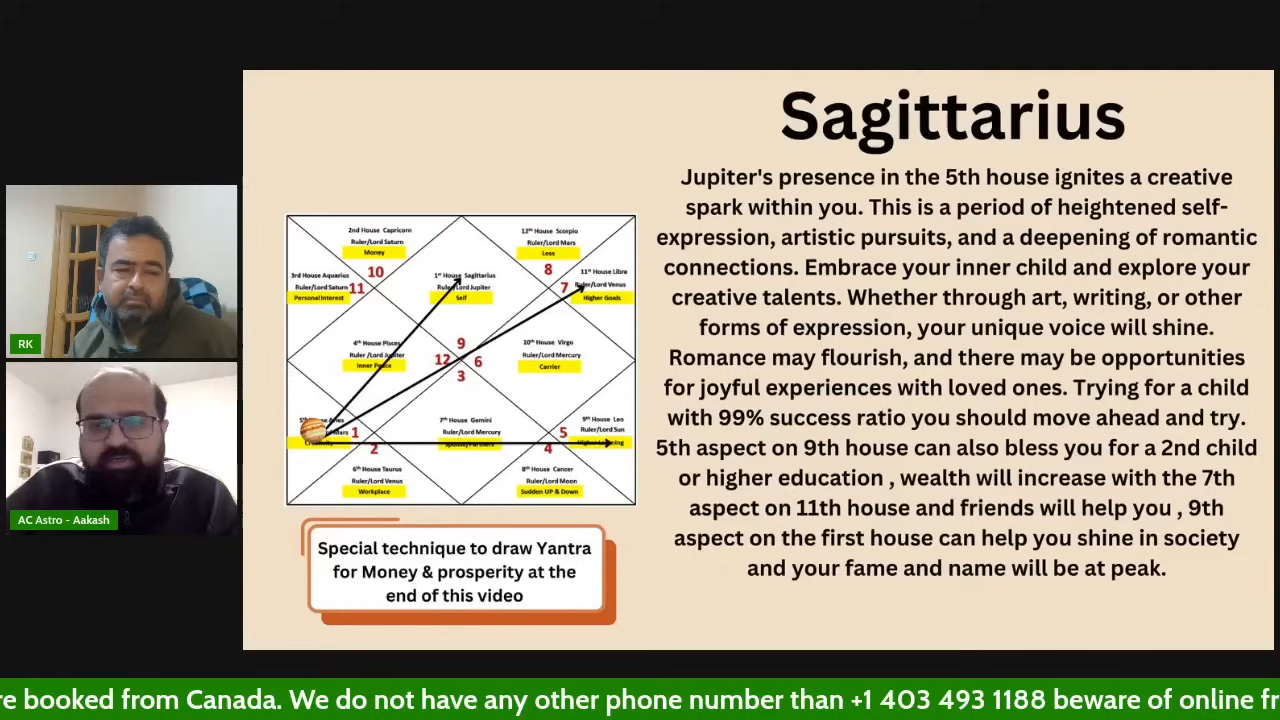 Sagittarius
Jupiter's presence in the 5th house ignites a creative
spark within you. This is a period of heightened self-
expression, artistic pursuits, and a deepening of romantic
connections. Embrace your inner child and explore your
creative talents. Whether through art, writing, or other
forms of expression, your unique voice will shine.
Romance may flourish, and there may be opportunities
for joyful experiences with loved ones. Trying for a child
with 99% success ratio you should move ahead and try.
5th aspect on 9th house can also bless you for a 2nd child
or higher education , wealth will increase with the 7th
aspect on 11th house and friends will help you , 9th
aspect on the first house can help you shine in society
and your fame and name will be at peak.
2nd House Capricorn
Ruler/Lord Saturn
Money
10
12th House Scorpio
Ruler/Lord Mars
Loss
8
3rd House Aquarius
Ruler/Lord Saturn
Personal Interest
11
1st House Sagittarius
Ruler/Lord Jupiter
Self
11th House Libra
Ruler/Lord Venus
Higher Goals
7
4th House Pisces
Ruler/Lord Jupiter
Inner Peace
9
12
6
3
10th House Virgo
Ruler/Lord Mercury
Carrier
Aries
1
7th House Gemini
Ruler/Lord Mercury
9th House Leo
Ruler/Lord Sun
5
2
4
6th House Taurus
Ruler/Lord Venus
Workplace
8th House Cancer
Ruler/Lord Moon
Sudden UP & Down
Special technique to draw Yantra
for Money & prosperity at the
end of this video
RK
AC Astro - Aakash
re booked from Canada. We do not have any other phone number than +1 403 493 1188 beware of online fr